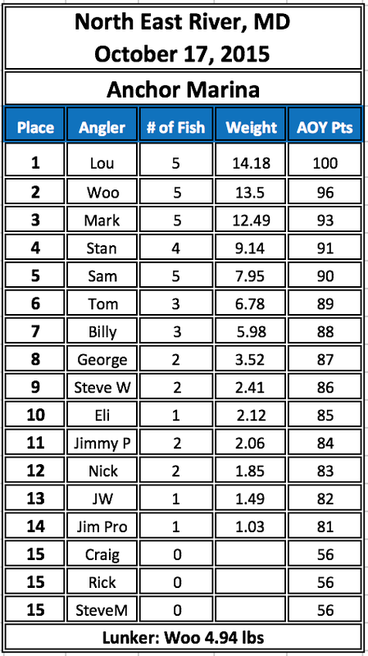 North East River, MD
October 17, 2015
Anchor Marina
Place Angler # of Fish Weight AOY Pts
1 Lou 5 14.18 100
2 Woo 5 13.5 96
3 Mark 5 12.49 93
4 Stan 4 9.14 91
5 Sam 5 7.95 90
6 Tom 3 6.78 89
7 Billy 3 5.98 88
8 George 2 3.52 87
9 Steve W 2 2.41 86
10 Eli 1 2.12 85
11 Jimmy P 2 2.06 84
12 Nick 2 1.85 83
13 JW 1 1.49 82
14 Jim Pro 1 1.03 81
15 Craig 0 56
15 Rick 0 56
15 SteveM 0 56
Lunker: Woo 4.94 lbs